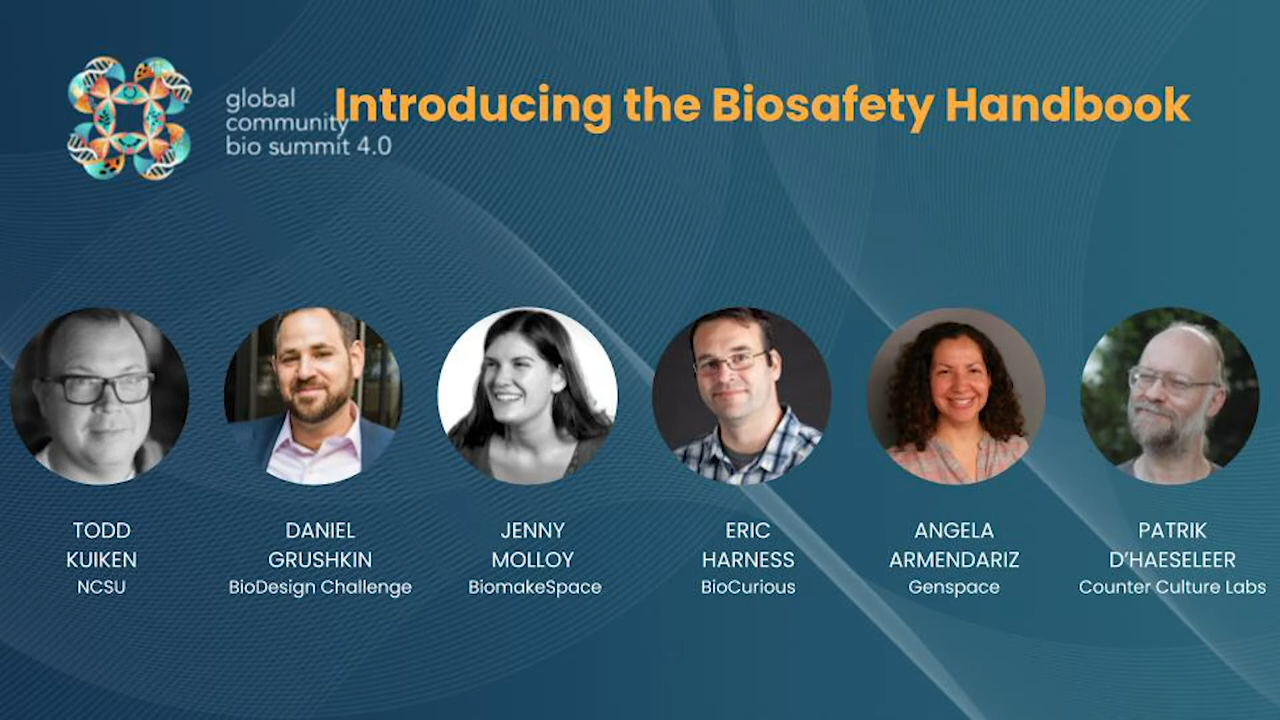 global
community
bio summit 4.0
Introducing the Biosafety Handbook
TODD
KUIKEN
NCSU
DANIEL
GRUSHKIN
BioDesign Challenge
JENNY
MOLLOY
BiomakeSpace
ERIC
HARNESS
BioCurious
ANGELA
ARMENDARIZ
Genspace
PATRIK
D’HAESELEER
Counter Culture Labs